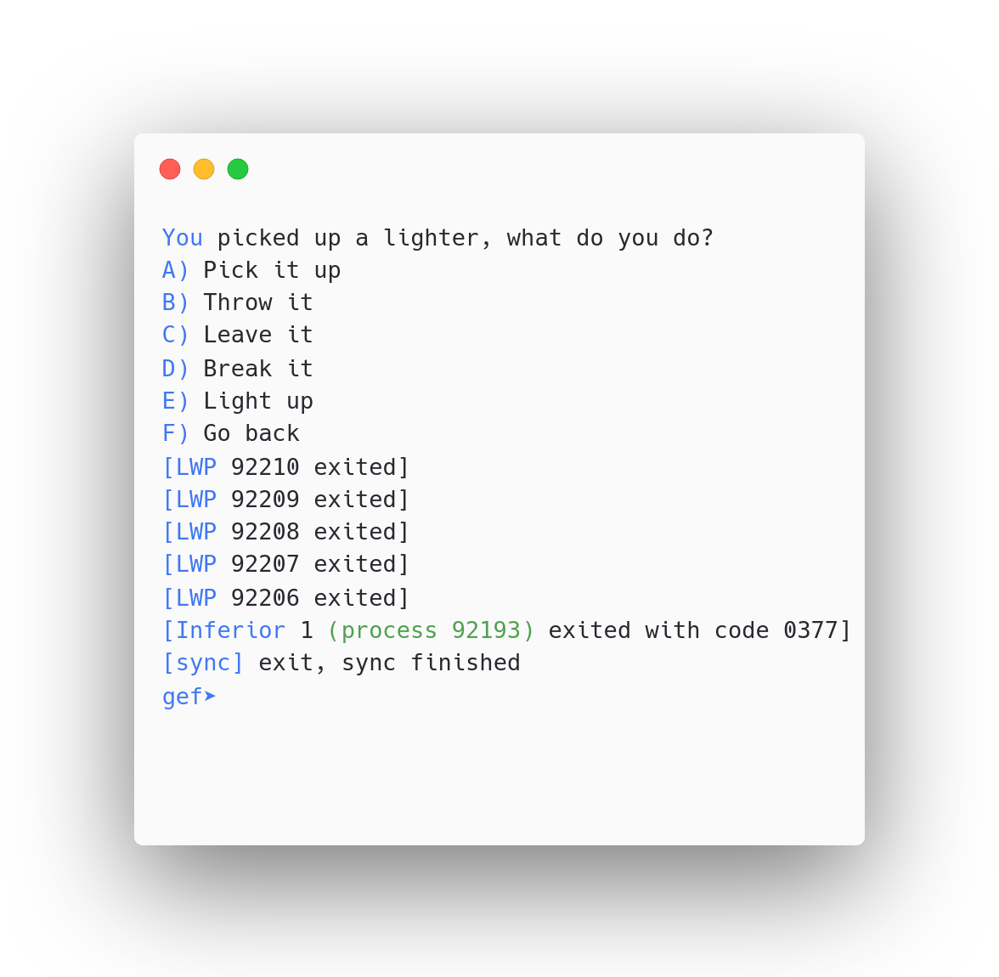 You picked up a lighter, what do you do?
A) Pick it up
B) Throw it
C) Leave it
D) Break it
E) Light up
F) Go back
[LWP 92210 exited]
[LWP 92209 exited]
[LWP 92208 exited]
[LWP 92207 exited]
[LWP 92206 exited]
[Inferior 1 (process 92193) exited with code 0377]
[sync] exit, sync finished
gef➤